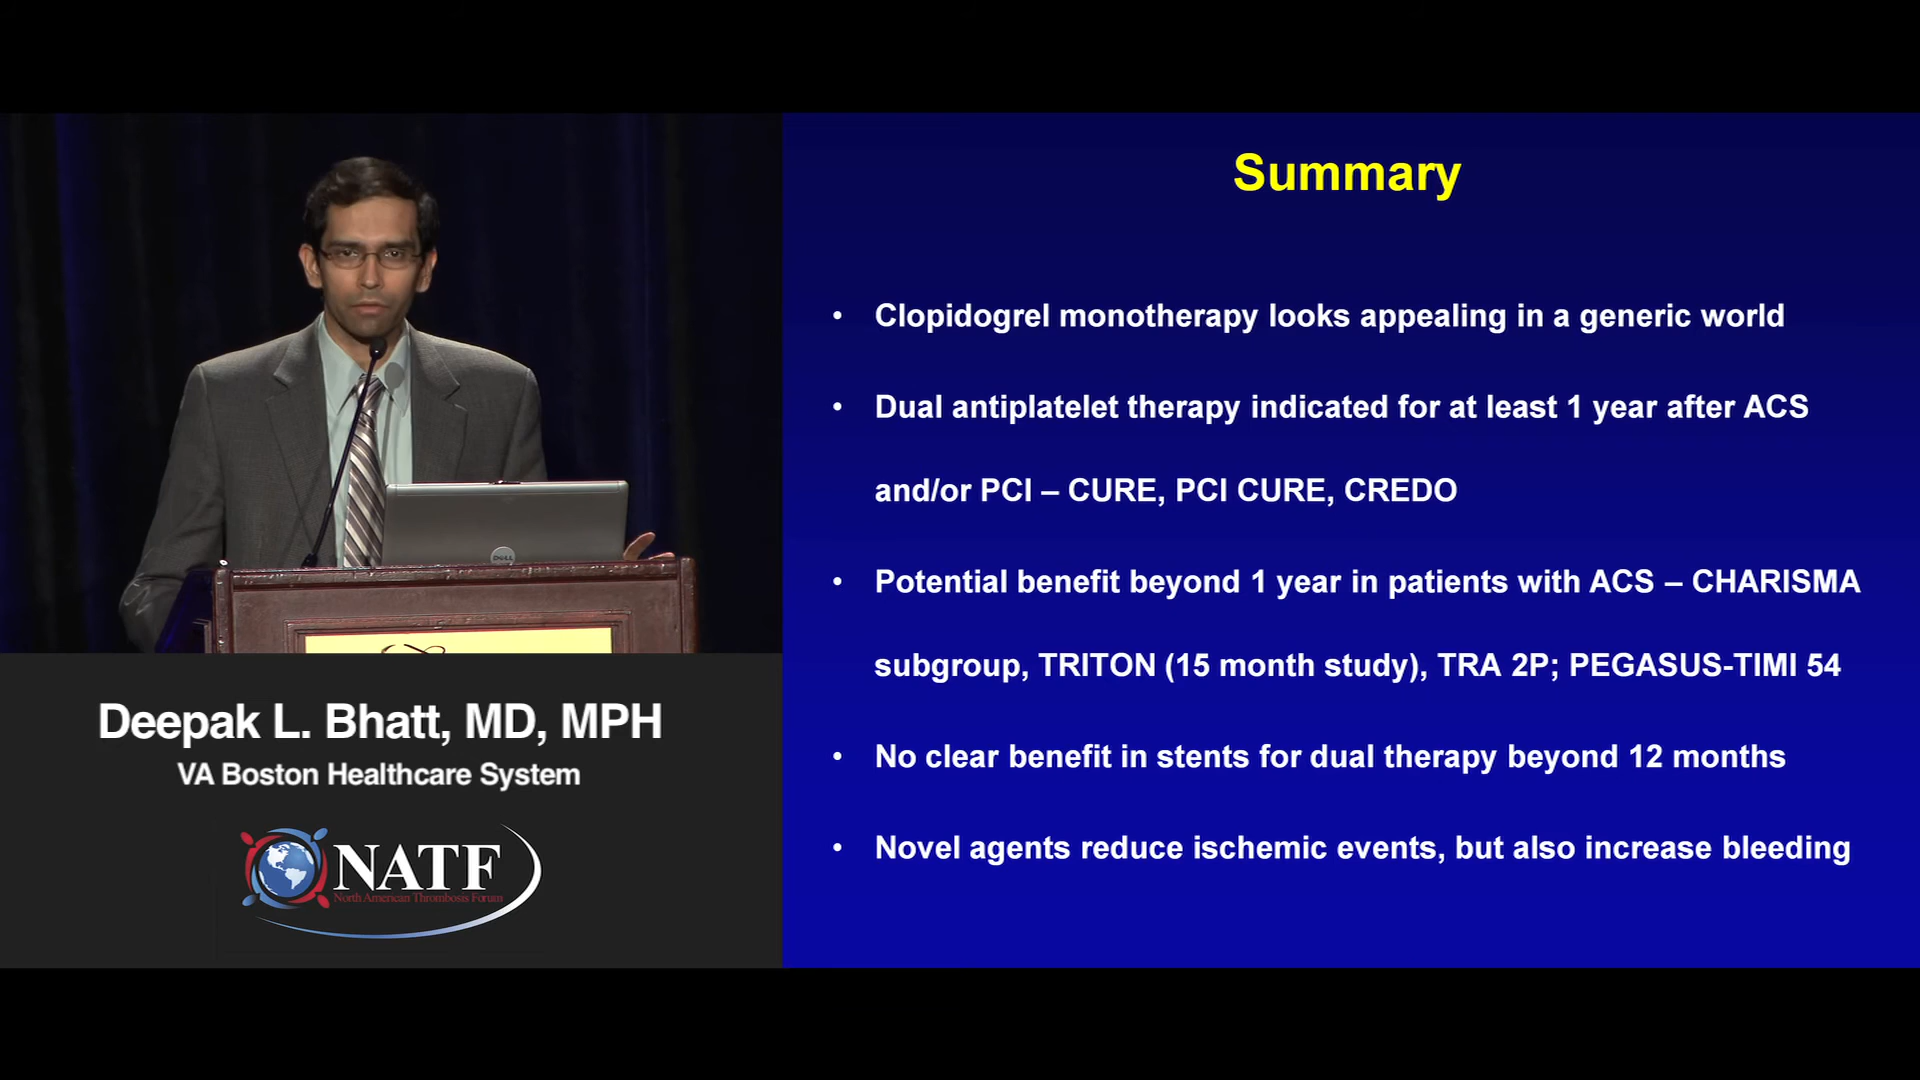 Summary
• Clopidogrel monotherapy looks appealing in a generic world
• Dual antiplatelet therapy indicated for at least 1 year after ACS
and/or PCI – CURE, PCI CURE, CREDO
• Potential benefit beyond 1 year in patients with ACS – CHARISMA
subgroup, TRITON (15 month study), TRA 2P; PEGASUS-TIMI 54
• No clear benefit in stents for dual therapy beyond 12 months
• Novel agents reduce ischemic events, but also increase bleeding
DELL
Deepak L. Bhatt, MD, MPH
VA Boston Healthcare System
NATF
North American Thrombosis Forum